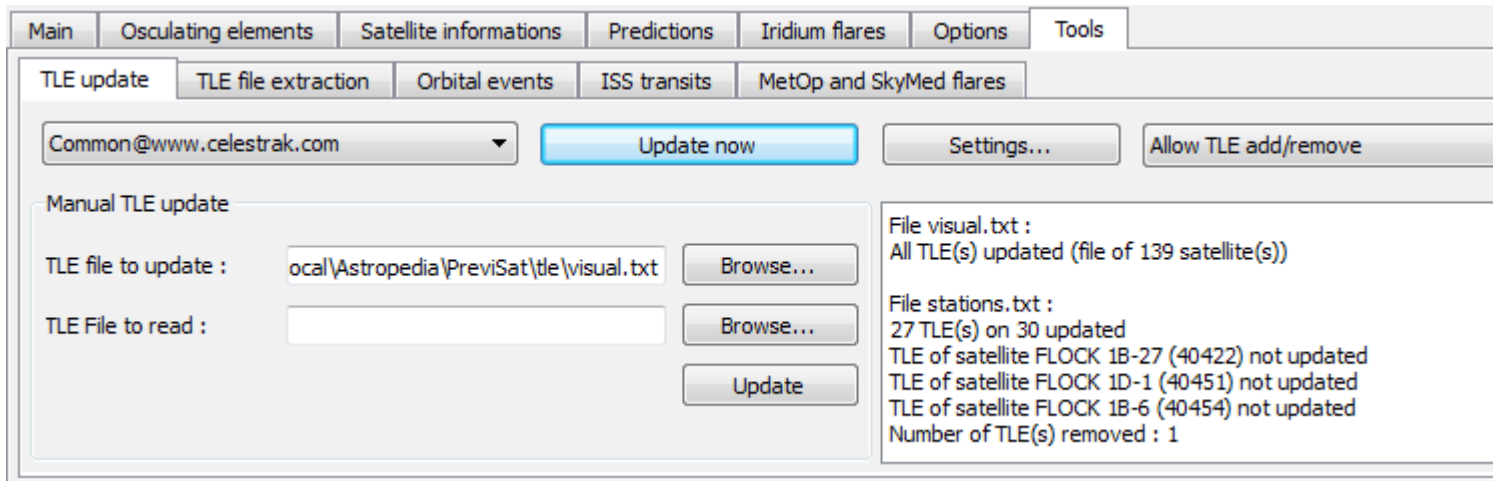 Main Osculating elements Satellite informations Predictions Iridium flares Options Tools
TLE update TLE file extraction Orbital events ISS transits MetOp and SkyMed flares
Common@www.celestrak.com Update now Settings... Allow TLE add/remove
Manual TLE update
TLE file to update : ocal\Astropedia\PreviSat\tle\visual.txt Browse...
TLE File to read : Browse...
Update
File visual.txt :
All TLE(s) updated (file of 139 satellite(s))
File stations.txt :
27 TLE(s) on 30 updated
TLE of satellite FLOCK 1B-27 (40422) not updated
TLE of satellite FLOCK 1D-1 (40451) not updated
TLE of satellite FLOCK 1B-6 (40454) not updated
Number of TLE(s) removed : 1